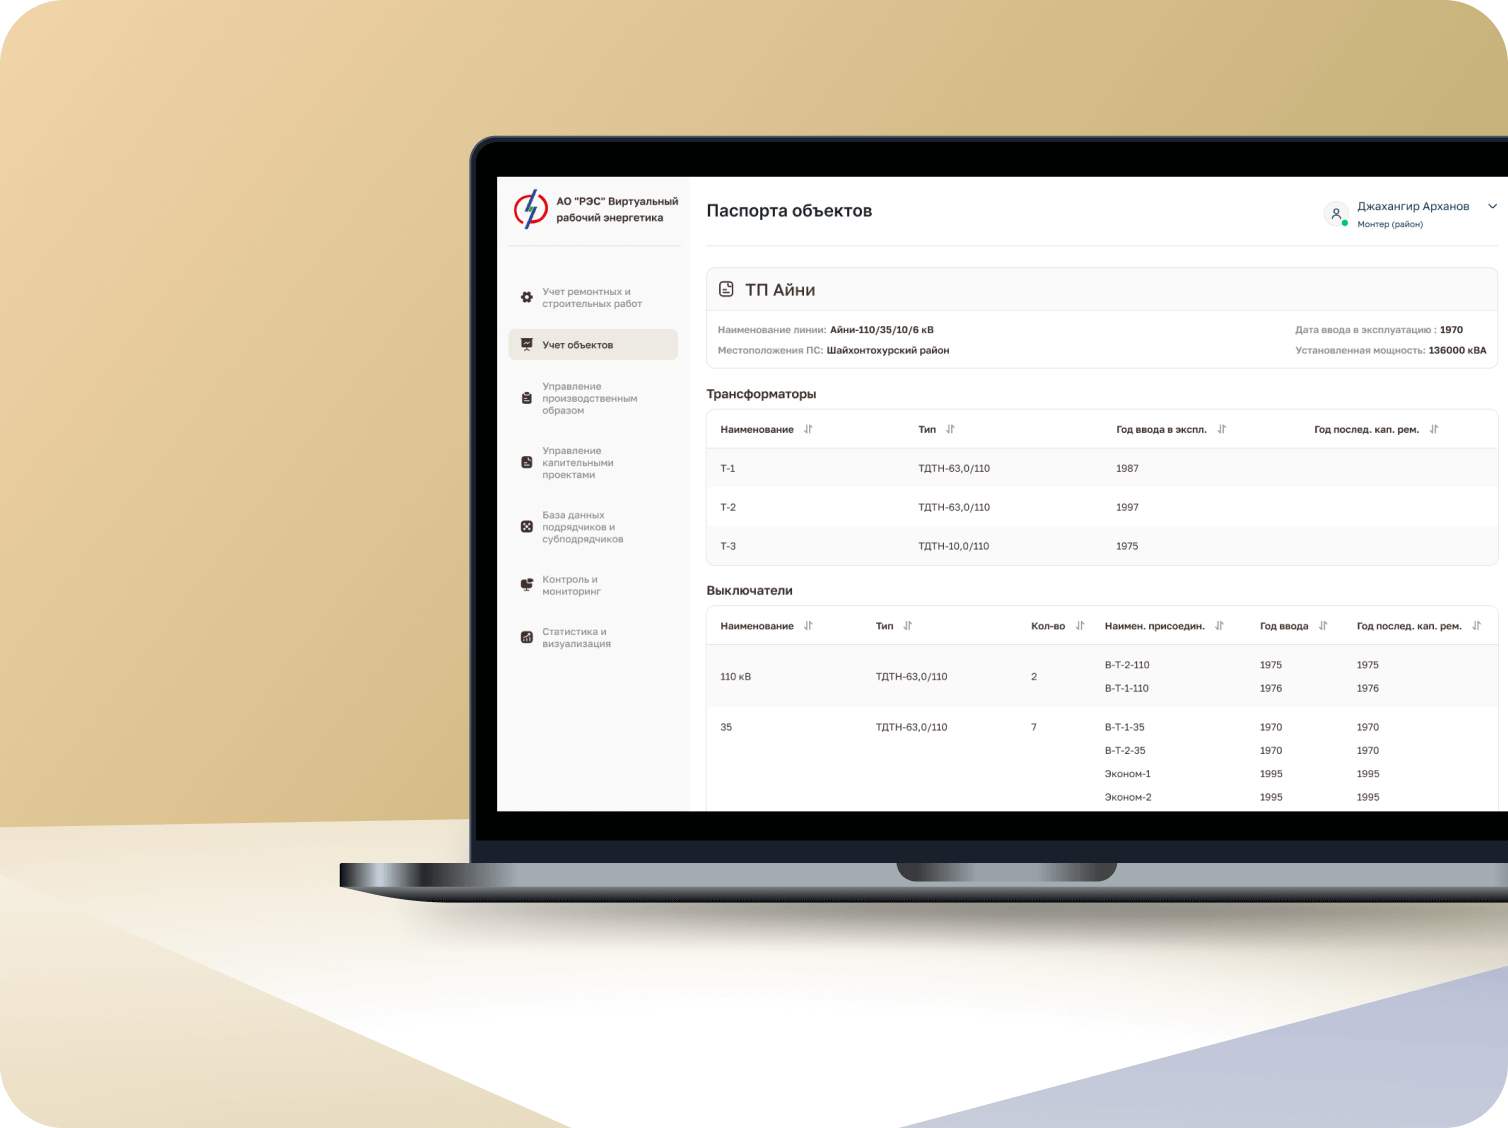 АО "РЭС" Виртуальный
рабочий энергетика
Учет ремонтных и
строительных работ
Учет объектов
Управление
производственным
образом
Управление
капительными
проектами
База данных
подрядчиков и
субподрядчиков
Контроль и
мониторинг
Статистика и
визуализация
Паспорта объектов
Джахангир Арханов
Монтер (район)
ТП Айни
Наименование линии: Айни-110/35/10/6 кВ
Дата ввода в эксплуатацию : 1970
Местоположения ПС: Шайхонтохурский район
Установленная мощность: 136000 кВА
Трансформаторы
Наименование Тип Год ввода в экспл. Год послед. кап. рем.
Т-1 ТДТН-63,0/110 1987
Т-2 ТДТН-63,0/110 1997
Т-3 ТДТН-10,0/110 1975
Выключатели
Наименование Тип Кол-во Наимен. присоедин. Год ввода Год послед. кап. рем.
110 кВ ТДТН-63,0/110 2
В-Т-2-110 1975 1975
В-Т-1-110 1976 1976
35 ТДТН-63,0/110 7 В-Т-1-35 1970 1970
В-Т-2-35 1970 1970
Эконом-1 1995 1995
Эконом-2 1995 1995